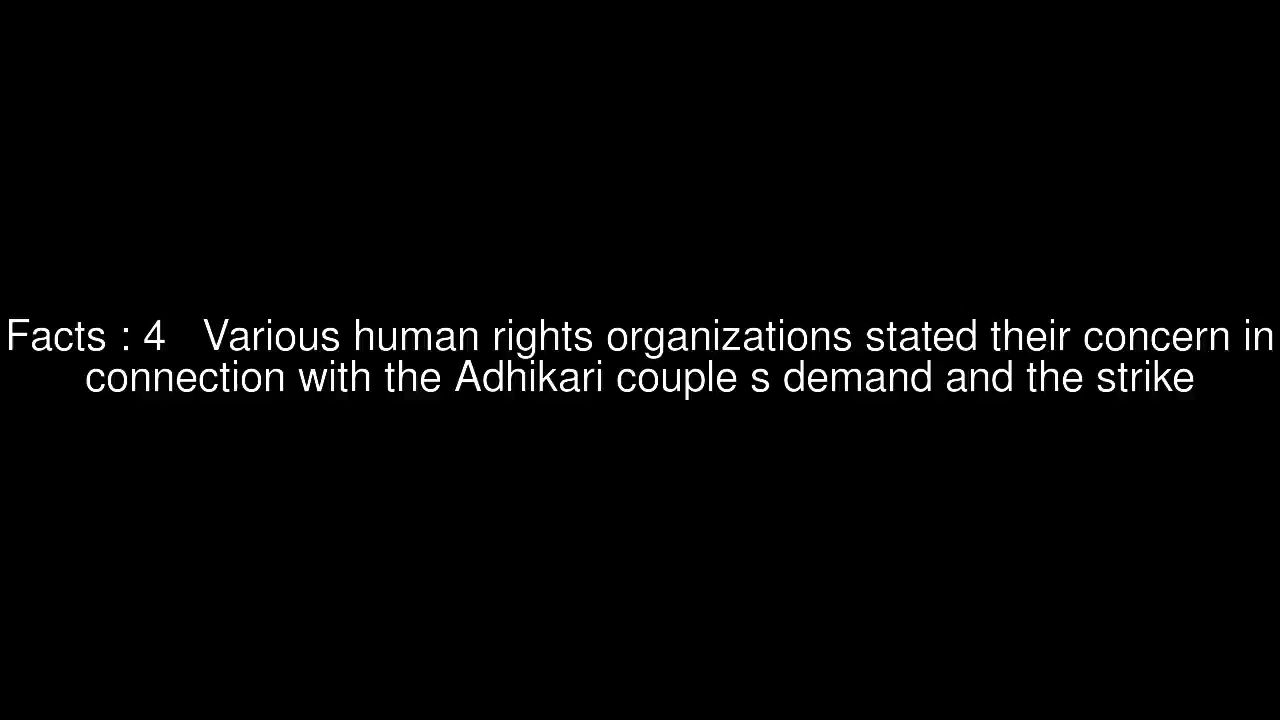 Facts : 4   Various human rights organizations stated their concern in
connection with the Adhikari couple s demand and the strike